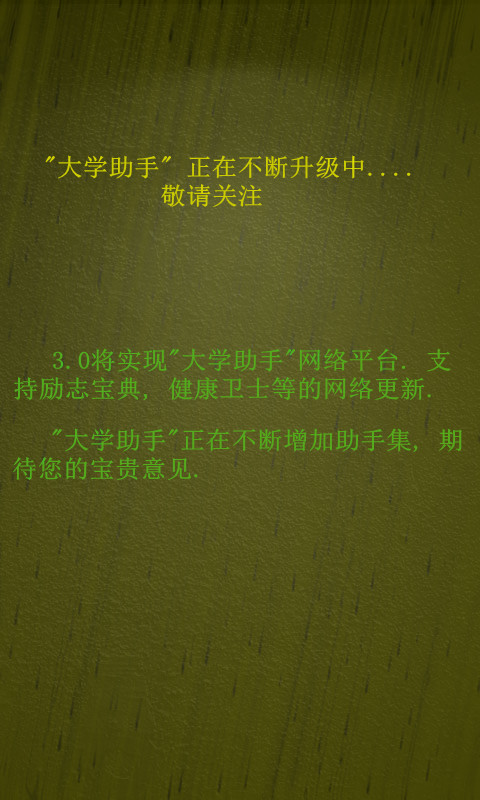 "大学助手" 正在不断升级中....
敬请关注
3.0将实现"大学助手"网络平台. 支
持励志宝典, 健康卫士等的网络更新.
"大学助手"正在不断增加助手集, 期
待您的宝贵意见.